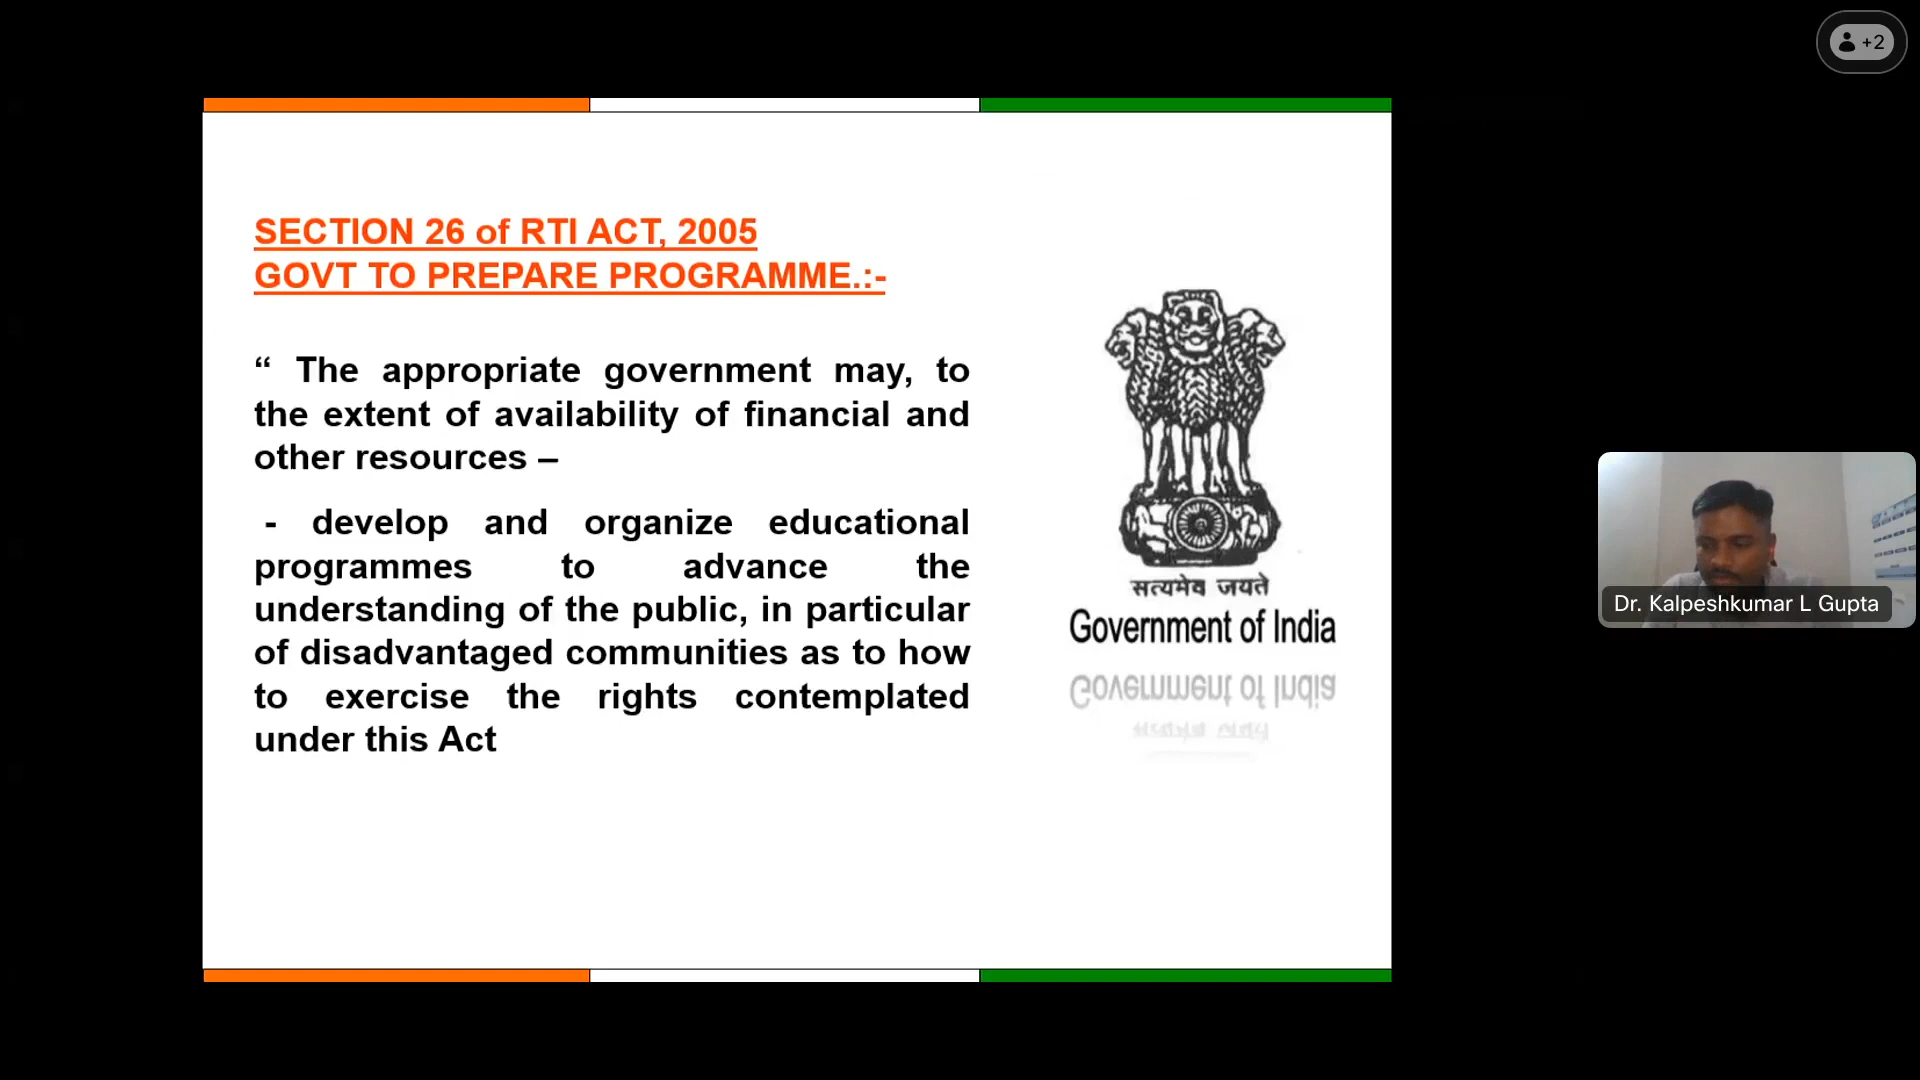 +2
SECTION 26 of RTI ACT, 2005
GOVT TO PREPARE PROGRAMME.:-
“ The appropriate government may, to
the extent of availability of financial and
other resources –
- develop and organize educational
programmes to advance the
understanding of the public, in particular
of disadvantaged communities as to how
to exercise the rights contemplated
under this Act
सत्यमेव जयते
Government of India
Dr. Kalpeshkumar L Gupta